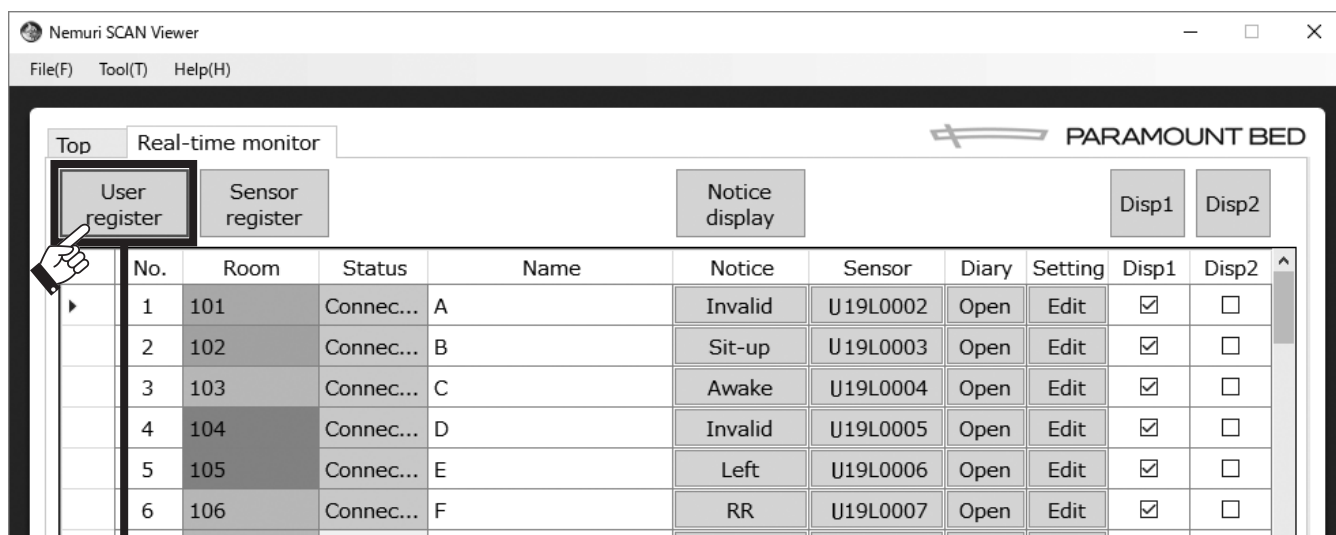 Nemuri SCAN Viewer
File(F) Tool(T) Help(H)
Top Real-time monitor PARAMOUNT BED
User register Sensor register Notice display Disp1 Disp2
No. Room Status Name Notice Sensor Diary Setting Disp1 Disp2
1 101 Connec... A Invalid U19L0002 Open Edit
2 102 Connec... B Sit-up U19L0003 Open Edit
3 103 Connec... C Awake U19L0004 Open Edit
4 104 Connec... D Invalid U19L0005 Open Edit
5 105 Connec... E Left U19L0006 Open Edit
6 106 Connec... F RR U19L0007 Open Edit